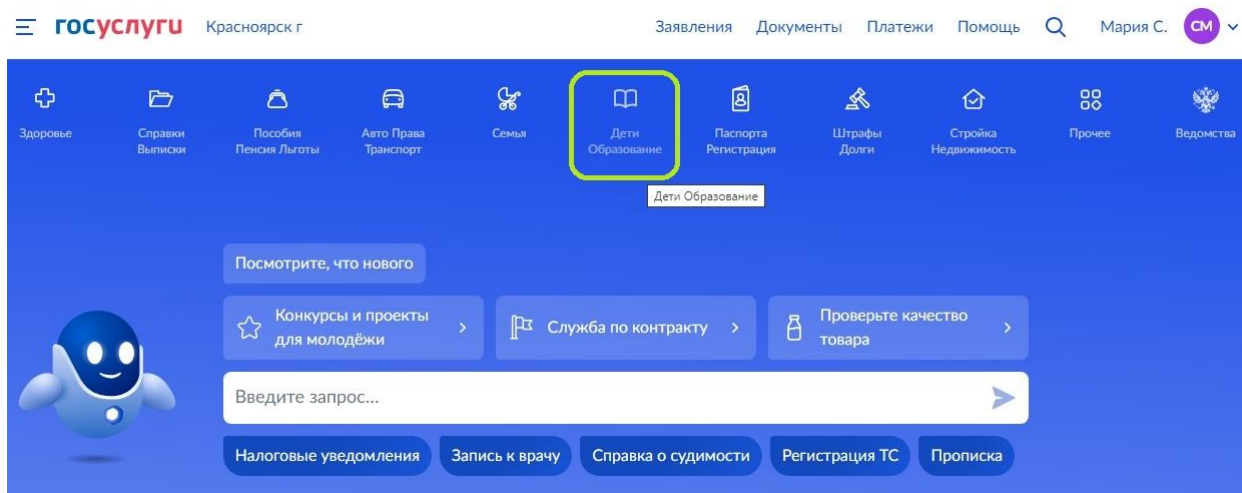 госуслуги Красноярск г Заявления Документы Платежи Помощь Мария С. СМ
Здоровье
Справки
Выписки
Пособия
Пенсия Льготы
Авто Права
Транспорт
Семья
Дети
Образование
Паспорта
Регистрация
Штрафы
Долги
Стройка
Недвижимость
Прочее
Ведомства
Дети Образование
Посмотрите, что нового
Конкурсы и проекты
для молодёжи
Служба по контракту
Проверьте качество
товара
Введите запрос...
Налоговые уведомления Запись к врачу Справка о судимости Регистрация ТС Прописка